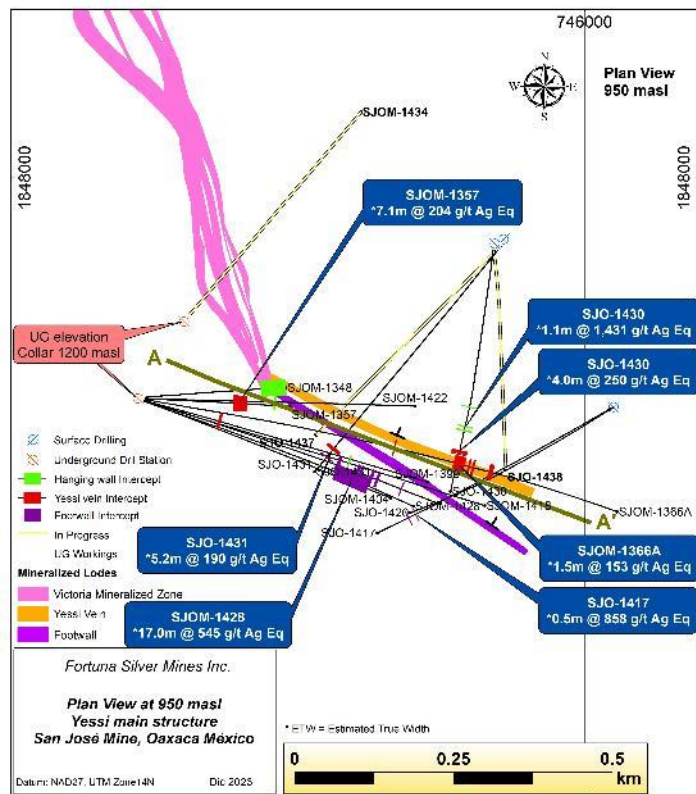 746000
Plan View
950 masl
N
W
E
S
SJOM-1434
1848000
1848000
SJOM-1357
*7.1m @ 204 g/t Ag Eq
UG elevation
Collar 1200 masl
A
SJO-1430
*1.1m @ 1,431 g/t Ag Eq
SJO-1430
*4.0m @ 250 g/t Ag Eq
SJOM-1348
SJOM-1422
SJOM-1357
SJO-1437
SJO-1431
SJO-1438
SJO-1430
SJOM-1366A
A'
SJO-1417
Surface Drilling
Underground Dril Station
Hanging wall Intercept
Yessi vein Intercept
Footwall Intercept
In Progress
UG Workings
Mineralized Lodes
Victoria Mineralized Zone
Yessi Vein
Footwall
SJO-1431
*5.2m @ 190 g/t Ag Eq
SJOM-1428
*17.0m @ 545 g/t Ag Eq
SJOM-1366A
*1.5m @ 153 g/t Ag Eq
SJO-1417
*0.5m @ 858 g/t Ag Eq
Fortuna Silver Mines Inc.
Plan View at 950 masl
Yessi main structure
San José Mine, Oaxaca México
Datum: NAD27, UTM Zone14N
* ETW = Estimated True Width
0
0.25
0.5
km